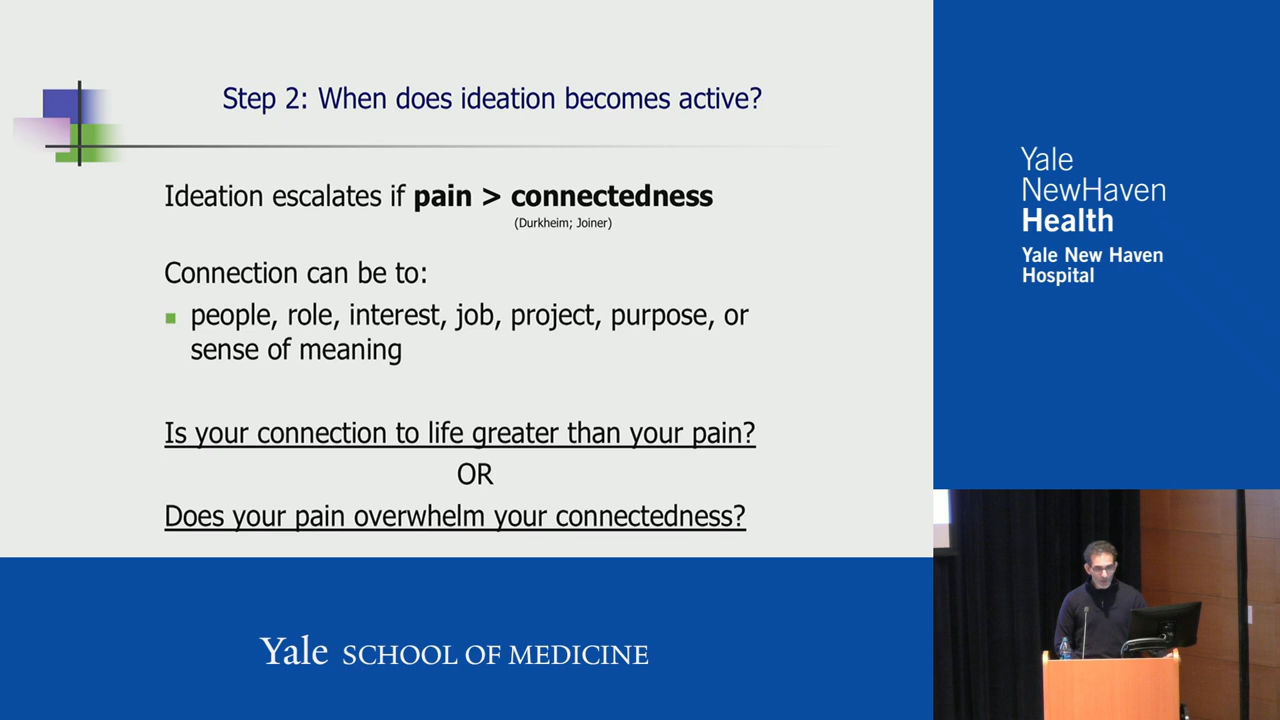 Step 2: When does ideation becomes active?
Ideation escalates if pain > connectedness
(Durkheim; Joiner)
Connection can be to:
people, role, interest, job, project, purpose, or
sense of meaning
Is your connection to life greater than your pain?
OR
Does your pain overwhelm your connectedness?
Yale SCHOOL OF MEDICINE
Yale
NewHaven
Health
Yale New Haven
Hospital